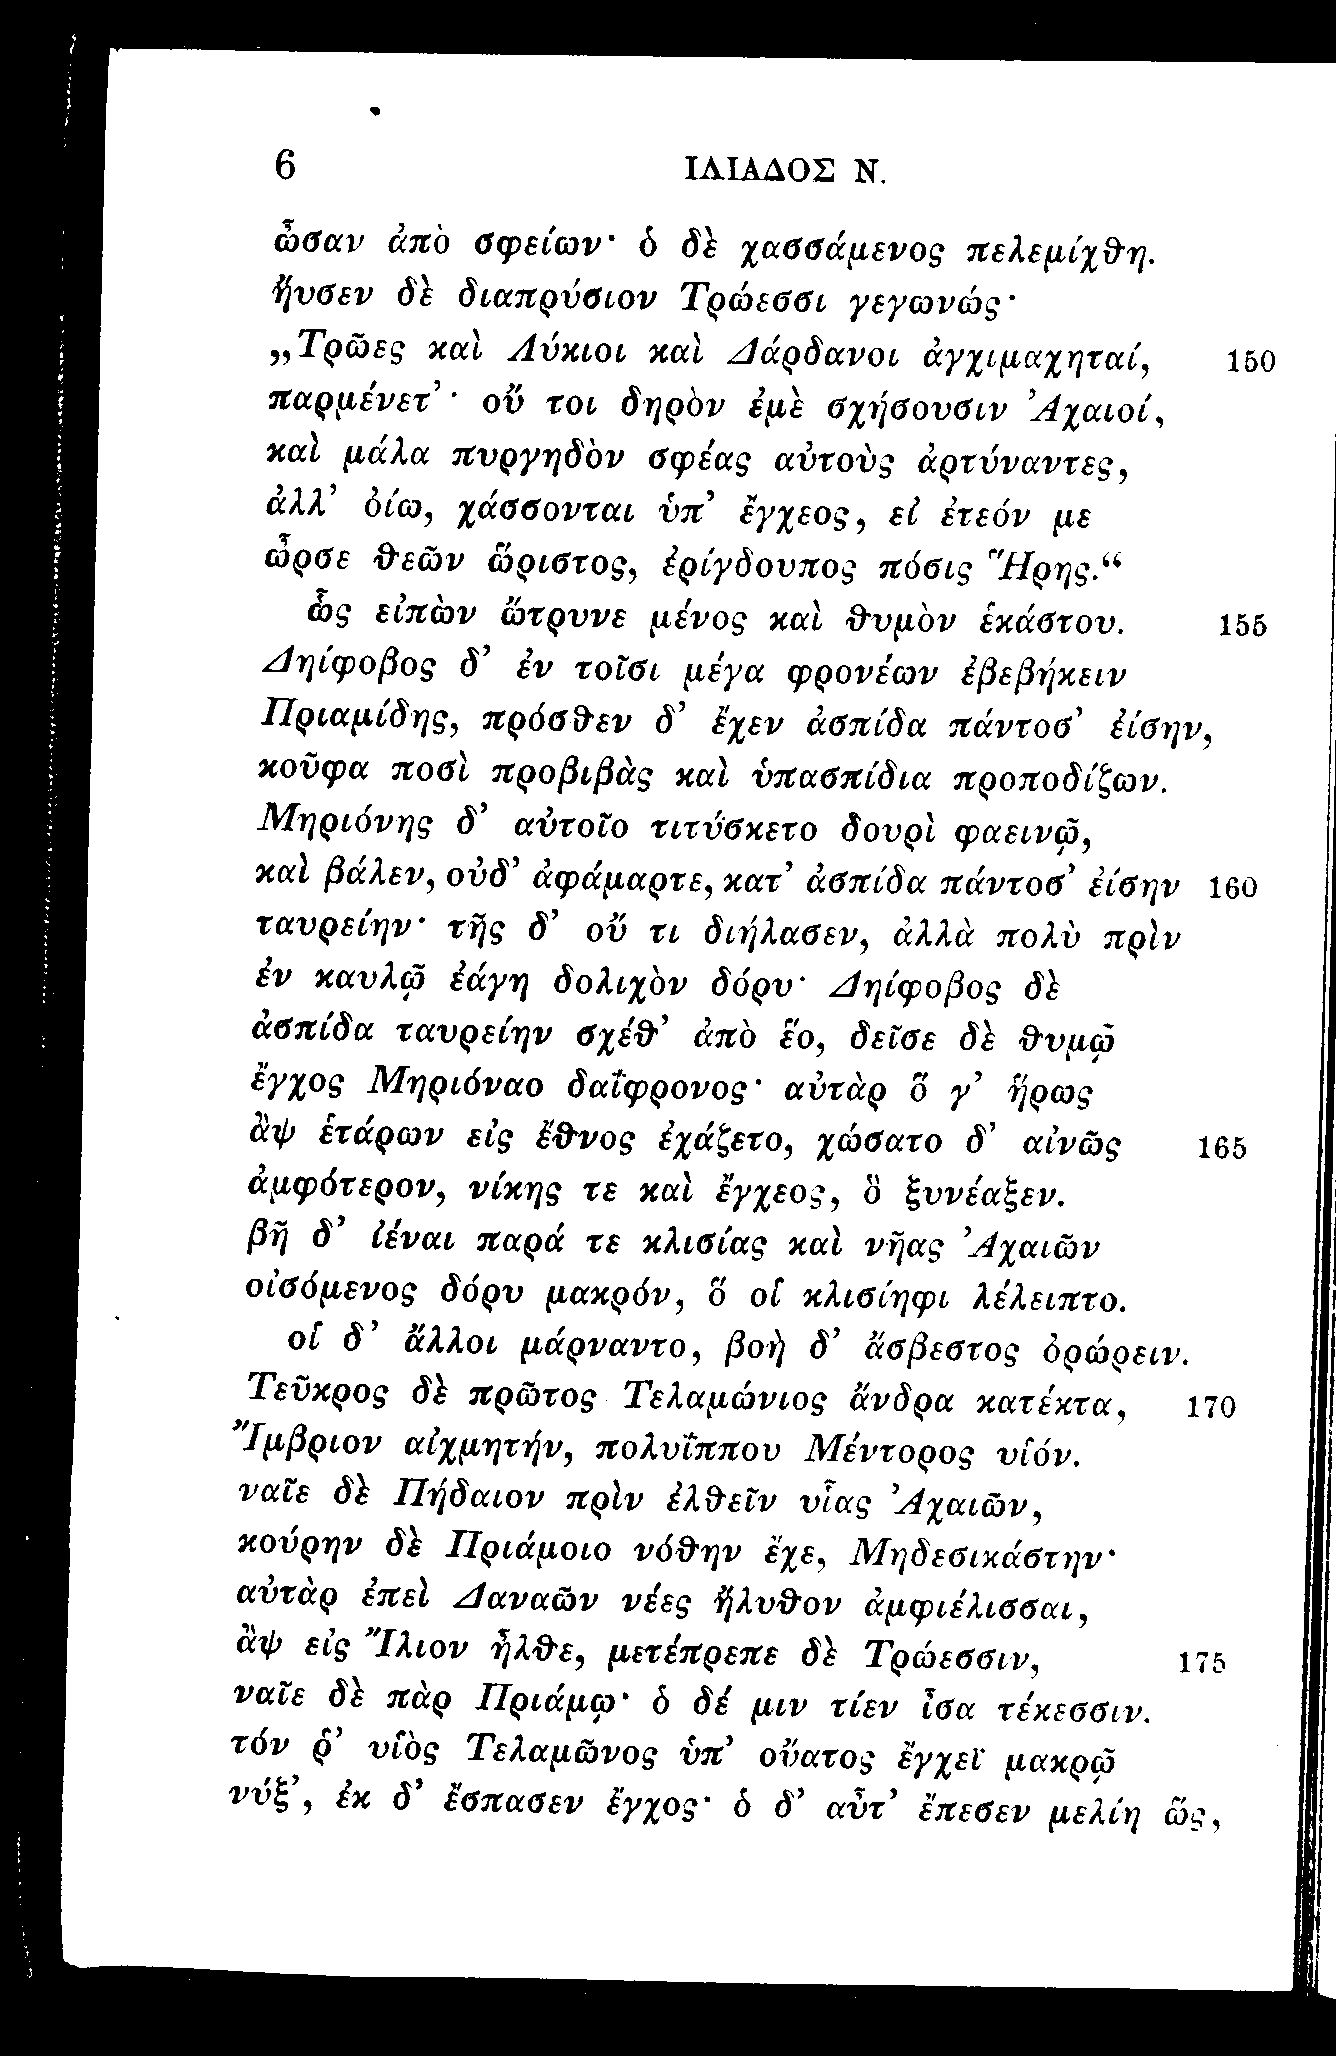 6 ΙΛΙΑΔΟΣ Ν.
ὦσαν ἀπὸ σφείων· ὁ δὲ χασσάμενος πελεμίχθη.
ἤυσεν δὲ διαπρύσιον Τρώεσσι γεγωνώς·
„Τρῶες καὶ Λύκιοι καὶ Δάρδανοι ἀγχιμαχηταί, 150
παρμένετ’· οὔ τοι δηρὸν ἐμὲ σχήσουσιν Ἀχαιοί,
καὶ μάλα πυργηδὸν σφέας αὐτοὺς ἀρτύναντες,
ἀλλ’ ὀίω, χάσσονται ὑπ’ ἔγχεος, εἰ ἐτεόν με
ὦρσε θεῶν ὥριστος, ἐρίγδουπος πόσις Ἥρης.“
ὣς εἰπὼν ὤτρυνε μένος καὶ θυμὸν ἑκάστου. 155
Δηίφοβος δ’ ἐν τοῖσι μέγα φρονέων ἐβεβήκειν
Πριαμίδης, πρόσθεν δ’ ἔχεν ἀσπίδα πάντοσ’ ἐίσην,
κοῦφα ποσὶ προβιβὰς καὶ ὑπασπίδια προποδίζων.
Μηριόνης δ’ αὐτοῖο τιτύσκετο δουρὶ φαεινῷ,
καὶ βάλεν, οὐδ’ ἀφάμαρτε, κατ’ ἀσπίδα πάντοσ’ ἐίσην 160
ταυρείην· τῆς δ’ οὔ τι διήλασεν, ἀλλὰ πολὺ πρὶν
ἐν καυλῷ ἐάγη δολιχὸν δόρυ· Δηίφοβος δὲ
ἀσπίδα ταυρείην σχέθ’ ἀπὸ ἕο, δεῖσε δὲ θυμῷ
ἔγχος Μηριόναο δαΐφρονος· αὐτὰρ ὅ γ’ ἥρως
ἂψ ἑτάρων εἰς ἔθνος ἐχάζετο, χώσατο δ’ αἰνῶς 165
ἀμφότερον, νίκης τε καὶ ἔγχεος, ὃ ξυνέαξεν.
βῆ δ’ ἰέναι παρά τε κλισίας καὶ νῆας Ἀχαιῶν
οἰσόμενος δόρυ μακρόν, ὅ οἱ κλισίηφι λέλειπτο.
οἱ δ’ ἄλλοι μάρναντο, βοὴ δ’ ἄσβεστος ὀρώρειν.
Τεῦκρος δὲ πρῶτος Τελαμώνιος ἄνδρα κατέκτα, 170
Ἴμβριον αἰχμητήν, πολυΐππου Μέντορος υἱόν.
ναῖε δὲ Πήδαιον πρὶν ἐλθεῖν υἷας Ἀχαιῶν,
κούρην δὲ Πριάμοιο νόθην ἔχε, Μηδεσικάστην·
αὐτὰρ ἐπεὶ Δαναῶν νέες ἤλυθον ἀμφιέλισσαι,
ἂψ εἰς Ἴλιον ἦλθε, μετέπρεπε δὲ Τρώεσσιν, 175
ναῖε δὲ πὰρ Πριάμῳ· ὁ δέ μιν τίεν ἶσα τέκεσσιν.
τόν ῥ’ υἱὸς Τελαμῶνος ὑπ’ οὔατος ἔγχεϊ μακρῷ
νύξ’, ἐκ δ’ ἔσπασεν ἔγχος· ὁ δ’ αὖτ’ ἔπεσεν μελίη ὥς,